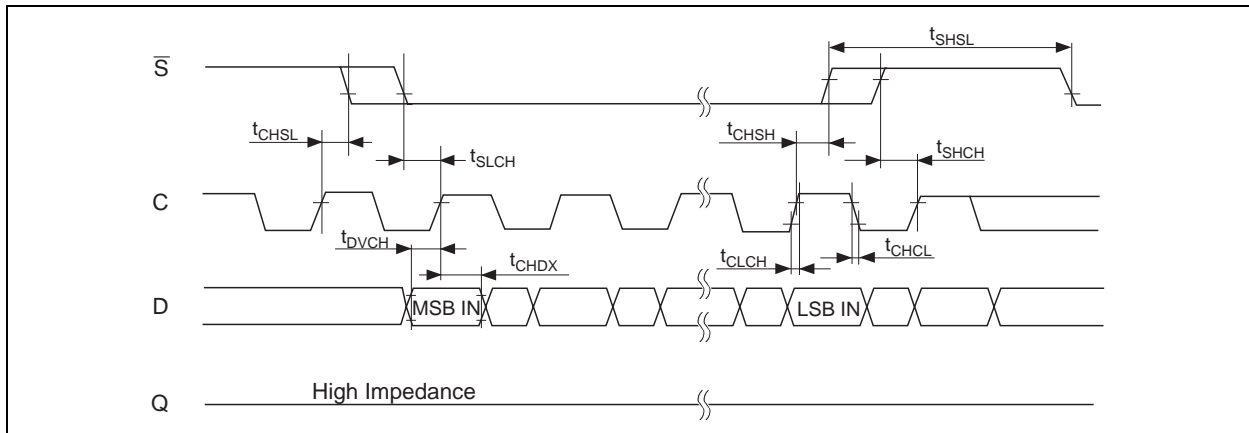 tSHSL
S̅
tCHSL
tSLCH
tCHSH
tSHCH
C
tDVCH
tCHDX
tCLCH
tCHCL
D
MSB IN
LSB IN
High Impedance
Q